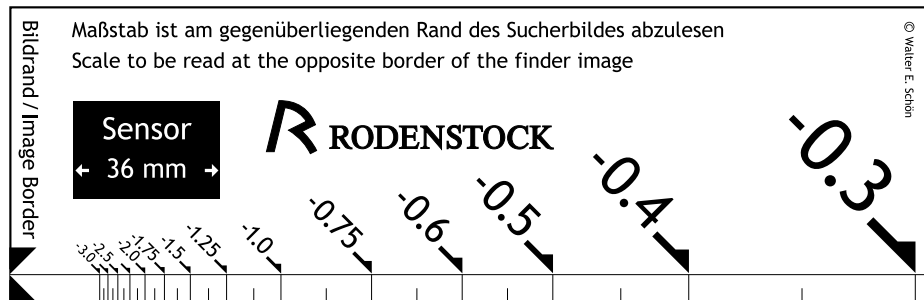 Maßstab ist am gegenüberliegenden Rand des Sucherbildes abzulesen
Scale to be read at the opposite border of the finder image
Bildrand / Image Border
© Walter E. Schön
Sensor
36 mm
RODENSTOCK
-3.0
-2.5
-2.0
-1.75
-1.5
-1.25
-1.0
-0.75
-0.6
-0.5
-0.4
-0.3